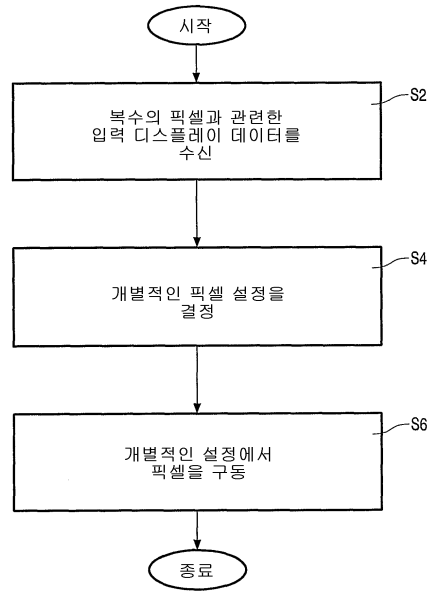 시작
S2
복수의 픽셀과 관련한
입력 디스플레이 데이터를
수신
S4
개별적인 픽셀 설정을
결정
S6
개별적인 설정에서
픽셀을 구동
종료